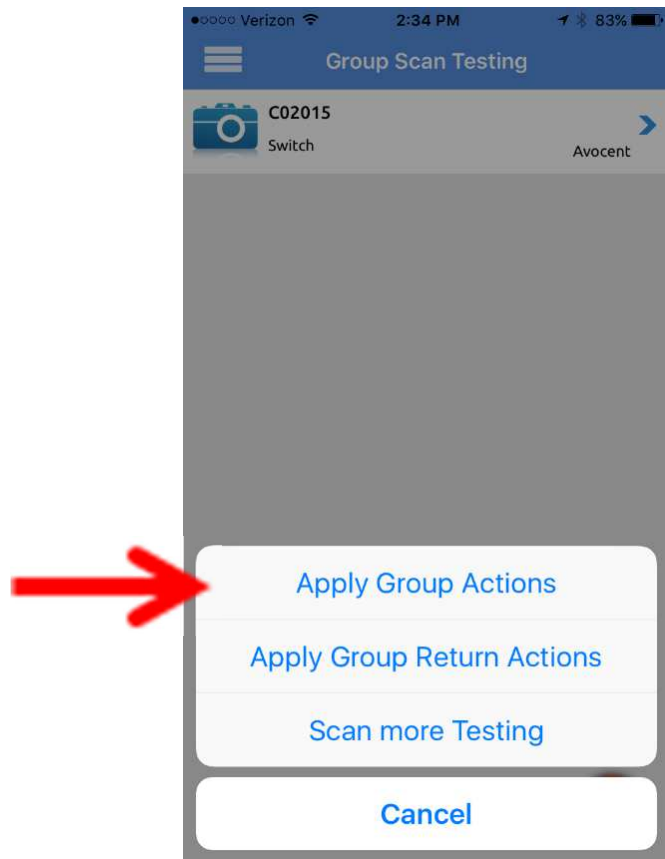 Verizon 2:34 PM 83%
Group Scan Testing
C02015
Switch
Avocent
Apply Group Actions
Apply Group Return Actions
Scan more Testing
Cancel